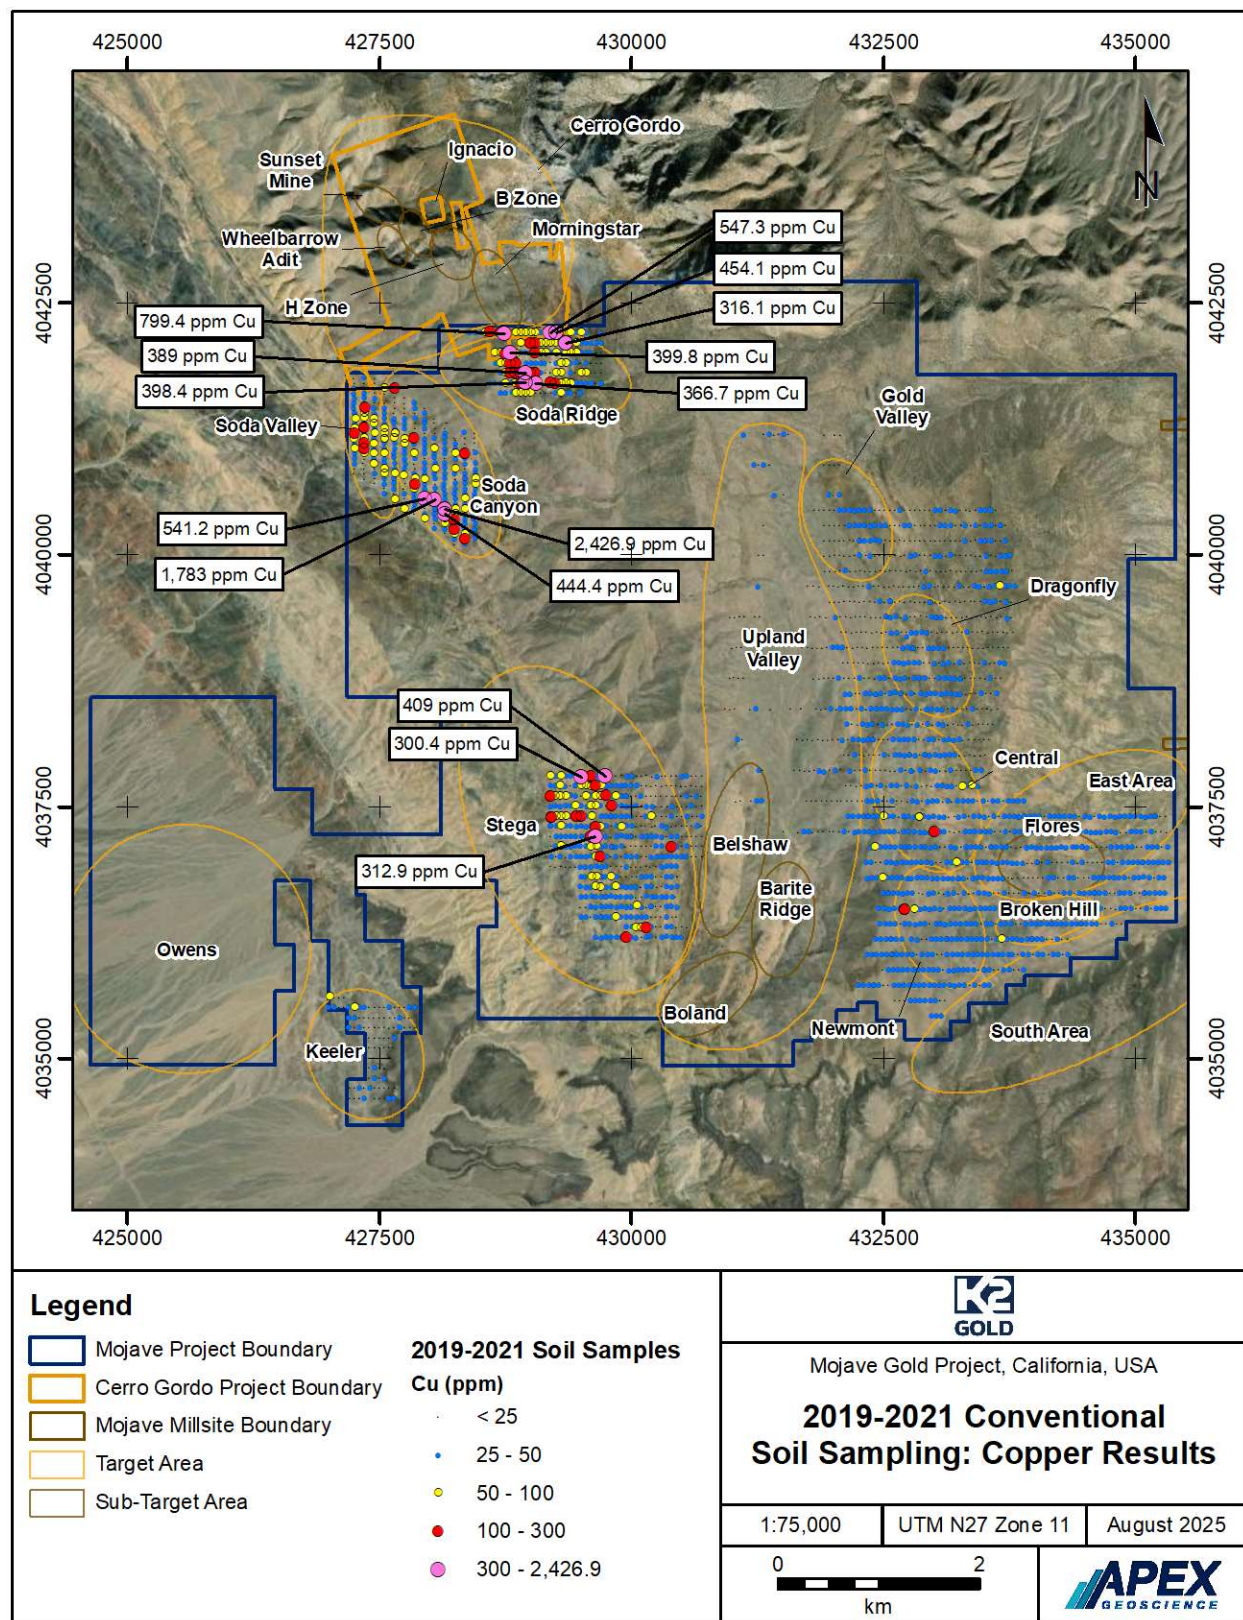 425000
427500
430000
432500
435000
Cerro Gordo
Ignacio
Sunset
Mine
B Zone
Morningstar
Wheelbarrow
Adit
H Zone
547.3 ppm Cu
454.1 ppm Cu
316.1 ppm Cu
4042500
4042500
799.4 ppm Cu
389 ppm Cu
398.4 ppm Cu
399.8 ppm Cu
366.7 ppm Cu
Soda Ridge
Soda Valley
Gold
Valley
Soda
Canyon
541.2 ppm Cu
2,426.9 ppm Cu
1,783 ppm Cu
444.4 ppm Cu
4040000
4040000
Dragonfly
Upland
Valley
409 ppm Cu
300.4 ppm Cu
Central
East Area
4037500
4037500
Stega
Flores
Belshaw
312.9 ppm Cu
Barite
Ridge
Broken Hill
Owens
Boland
Newmont
South Area
Keeler
4035000
4035000
N
425000
427500
430000
432500
435000
Legend
Mojave Project Boundary
Cerro Gordo Project Boundary
Mojave Millsite Boundary
Target Area
Sub-Target Area
2019-2021 Soil Samples
Cu (ppm)
< 25
25 - 50
50 - 100
100 - 300
300 - 2,426.9
K2
GOLD
Mojave Gold Project, California, USA
2019-2021 Conventional
Soil Sampling: Copper Results
1:75,000
UTM N27 Zone 11
August 2025
0 2
km
APEX
GEOSCIENCE